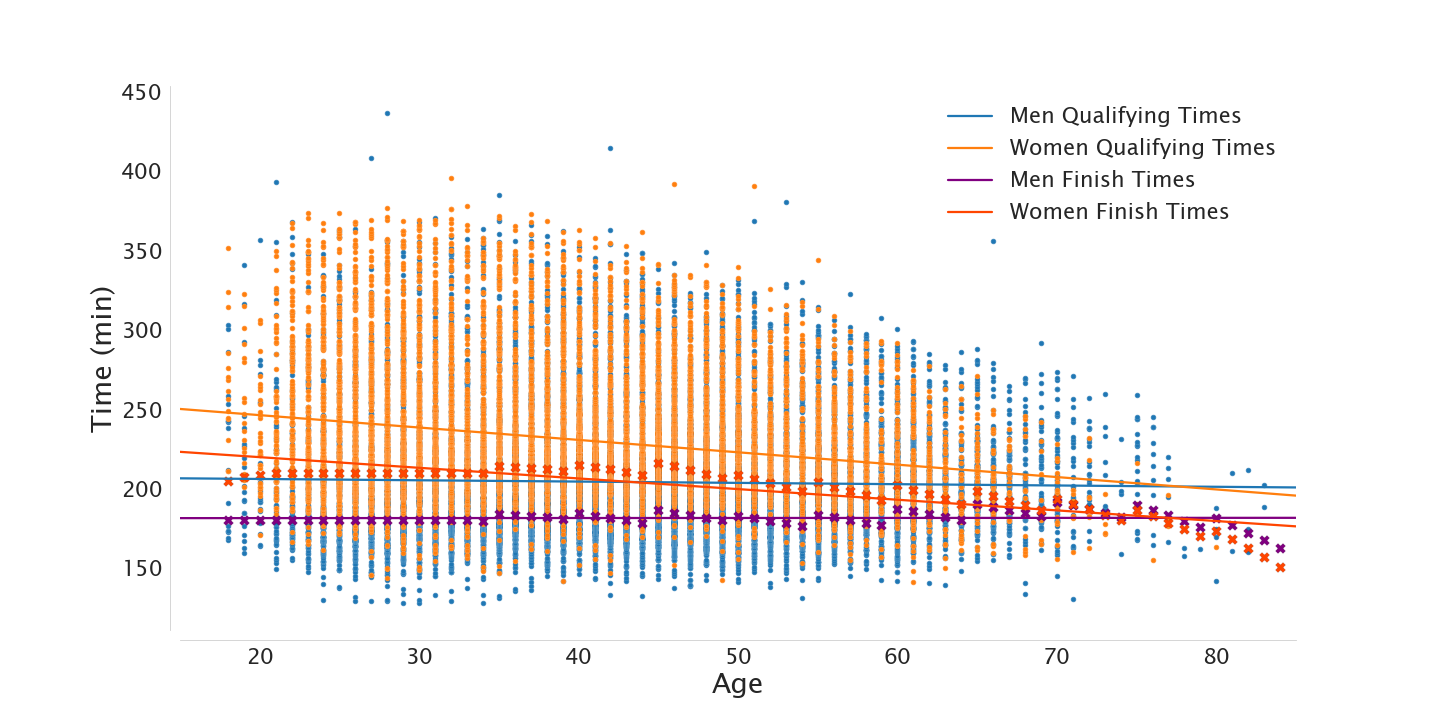 450
400
350
300
250
200
150
Time (min)
Men Qualifying Times
Women Qualifying Times
Men Finish Times
Women Finish Times
20 30 40 50 60 70 80
Age